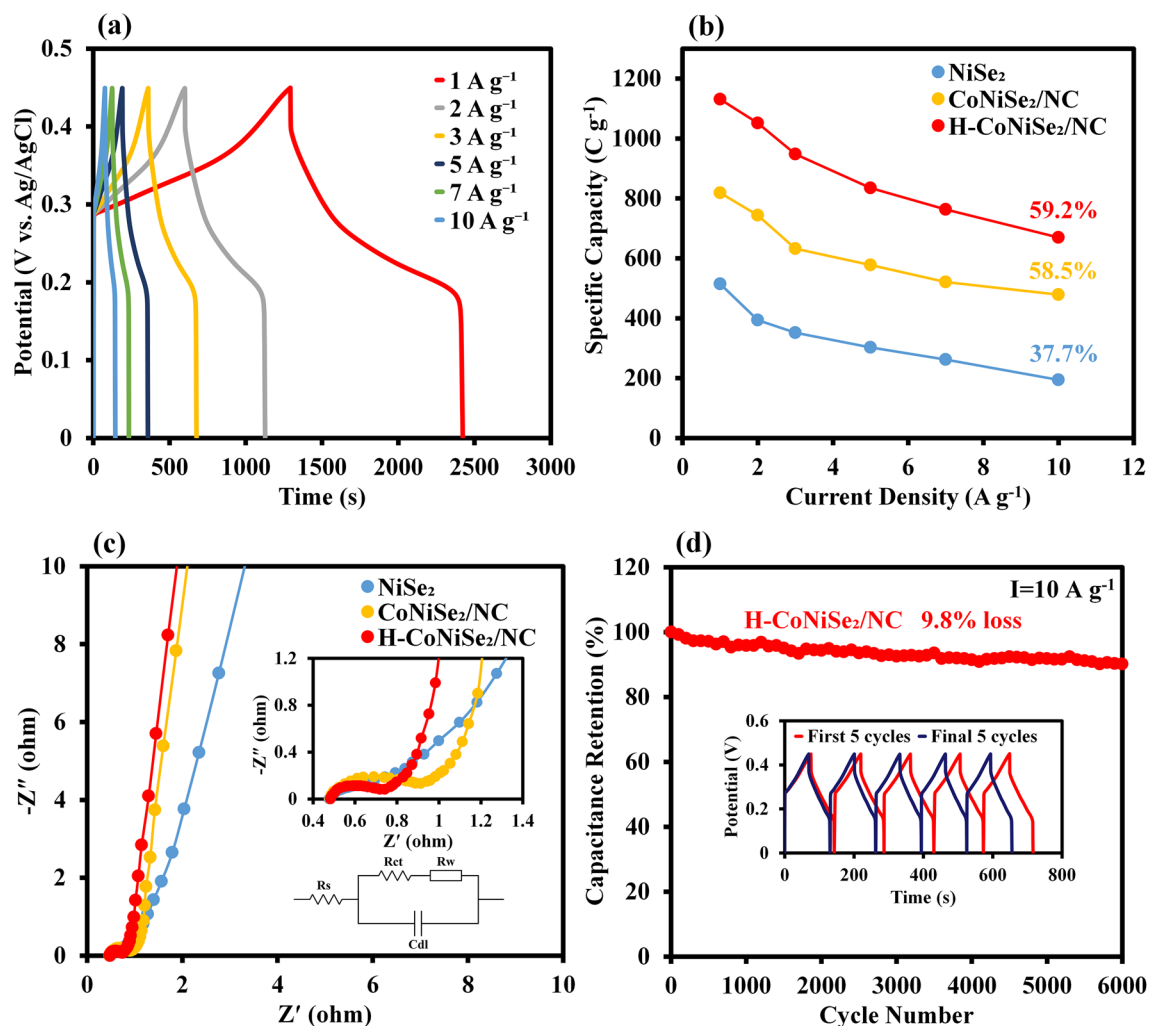 (a)
0.5
0.4
0.3
0.2
0.1
0
Potential (V vs. Ag/AgCl)
1 A g⁻¹
2 A g⁻¹
3 A g⁻¹
5 A g⁻¹
7 A g⁻¹
10 A g⁻¹
0 500 1000 1500 2000 2500 3000
Time (s)
(b)
1200
1000
800
600
400
200
0
Specific Capacity (C g⁻¹)
NiSe₂
CoNiSe₂/NC
H-CoNiSe₂/NC
59.2%
58.5%
37.7%
0 2 4 6 8 10 12
Current Density (A g⁻¹)
(c)
10
8
6
4
2
0
-Z″ (ohm)
NiSe₂
CoNiSe₂/NC
H-CoNiSe₂/NC
1.2
0.8
0.4
0
-Z″ (ohm)
0.4 0.6 0.8 1 1.2 1.4
Z′ (ohm)
Rs
Rct
Rw
Cdl
0 2 4 6 8 10
Z′ (ohm)
(d)
120
100
80
60
40
20
0
Capacitance Retention (%)
I=10 A g⁻¹
H-CoNiSe₂/NC 9.8% loss
0.6
0.4
0.2
0
Potential (V)
First 5 cycles Final 5 cycles
0 200 400 600 800
Time (s)
0 1000 2000 3000 4000 5000 6000
Cycle Number